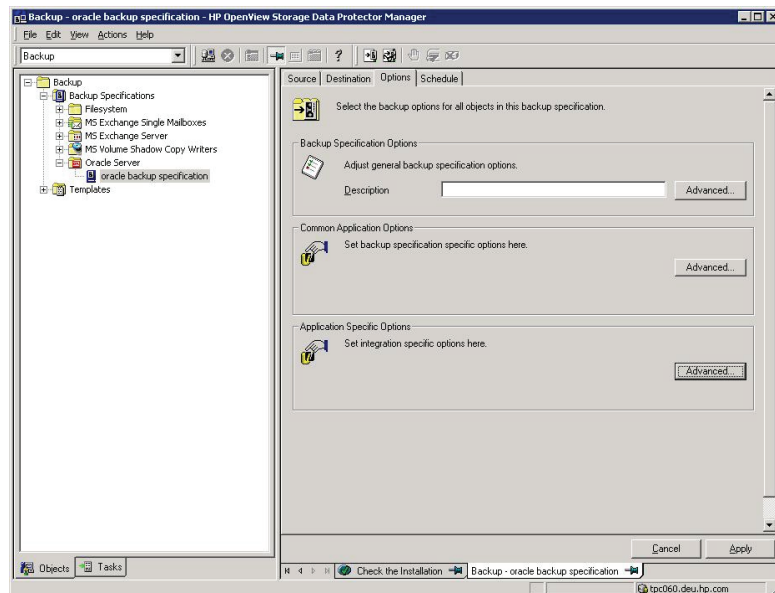 Backup - oracle backup specification - HP OpenView Storage Data Protector Manager
File Edit View Actions Help
Backup
Backup
Backup Specifications
Filesystem
MS Exchange Single Mailboxes
MS Exchange Server
MS Volume Shadow Copy Writers
Oracle Server
oracle backup specification
Templates
Source Destination Options Schedule
Select the backup options for all objects in this backup specification.
Backup Specification Options
Adjust general backup specification options.
Description Advanced...
Common Application Options
Set backup specification specific options here.
Advanced...
Application Specific Options
Set integration specific options here.
Advanced...
Cancel Apply
Objects Tasks
Check the Installation Backup - oracle backup specification
tpc060.deu.hp.com